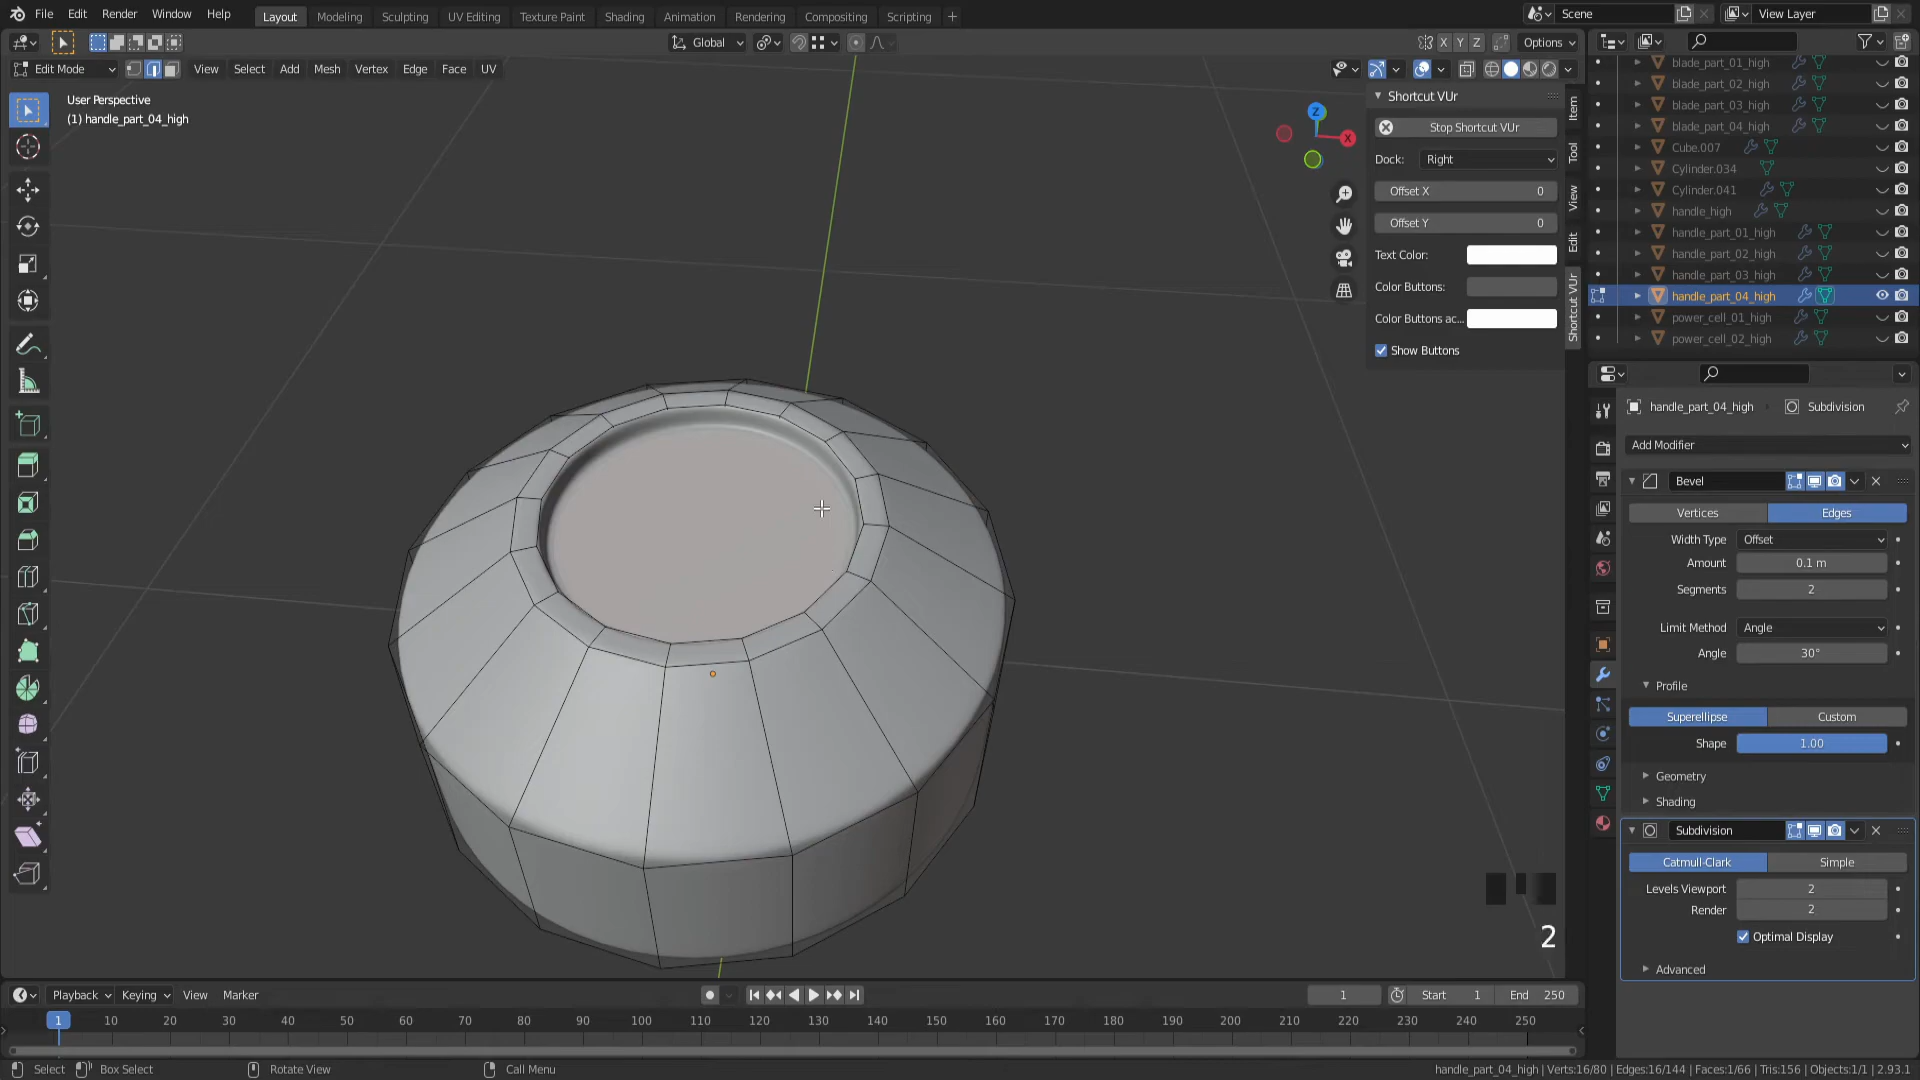 File Edit Render Window Help
Layout Modeling Sculpting UV Editing Texture Paint Shading Animation Rendering Compositing Scripting +
Scene
View Layer
Global
X Y Z
Options
Edit Mode
View Select Add Mesh Vertex Edge Face UV
User Perspective
(1) handle_part_04_high
Z
X
Shortcut VUr
Stop Shortcut VUr
Dock: Right
Offset X 0
Offset Y 0
Text Color:
Color Buttons:
Color Buttons ac...
Show Buttons
Item
Tool
View
Edit
Shortcut VUr
blade_part_01_high
blade_part_02_high
blade_part_03_high
blade_part_04_high
Cube.007
Cylinder.034
Cylinder.041
handle_high
handle_part_01_high
handle_part_02_high
handle_part_03_high
handle_part_04_high
power_cell_01_high
power_cell_02_high
handle_part_04_high Subdivision
Add Modifier
Bevel
Vertices Edges
Width Type Offset
Amount 0.1 m
Segments 2
Limit Method Angle
Angle 30°
Profile
Superellipse Custom
Shape 1.00
Geometry
Shading
Subdivision
Catmull-Clark Simple
Levels Viewport 2
Render 2
Optimal Display
Advanced
2
Playback Keying View Marker
1 Start 1 End 250
1 10 20 30 40 50 60 70 80 90 100 110 120 130 140 150 160 170 180 190 200 210 220 230 240 250
Select Box Select Rotate View Call Menu
handle_part_04_high | Verts:16/80 | Edges:16/144 | Faces:1/66 | Tris:156 | Objects:1/1 | 2.93.1